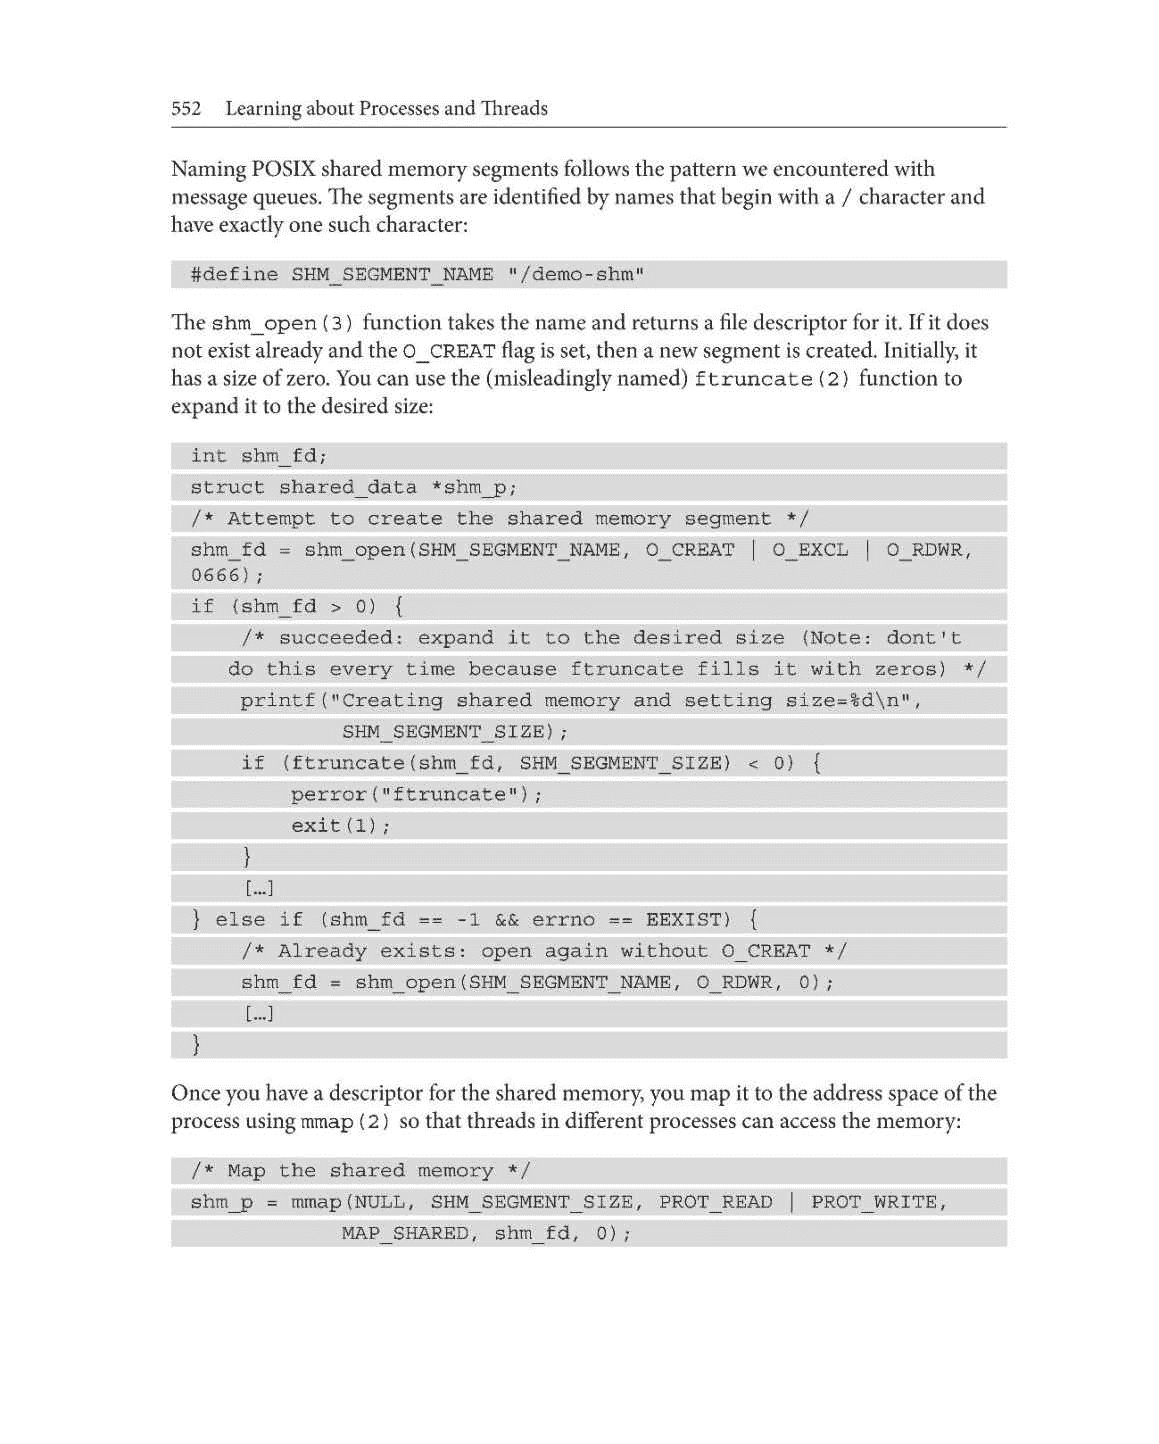 552 Learning about Processes and Threads
Naming POSIX shared memory segments follows the pattern we encountered with
message queues. The segments are identified by names that begin with a / character and
have exactly one such character:
#define SHM_SEGMENT_NAME "/demo-shm"
The shm_open(3) function takes the name and returns a file descriptor for it. If it does
not exist already and the O_CREAT flag is set, then a new segment is created. Initially, it
has a size of zero. You can use the (misleadingly named) ftruncate(2) function to
expand it to the desired size:
int shm_fd;
struct shared_data *shm_p;
/* Attempt to create the shared memory segment */
shm_fd = shm_open(SHM_SEGMENT_NAME, O_CREAT | O_EXCL | O_RDWR,
0666);
if (shm_fd > 0) {
/* succeeded: expand it to the desired size (Note: dont't
do this every time because ftruncate fills it with zeros) */
printf("Creating shared memory and setting size=%d\n",
SHM_SEGMENT_SIZE);
if (ftruncate(shm_fd, SHM_SEGMENT_SIZE) < 0) {
perror("ftruncate");
exit(1);
}
[…]
} else if (shm_fd == -1 && errno == EEXIST) {
/* Already exists: open again without O_CREAT */
shm_fd = shm_open(SHM_SEGMENT_NAME, O_RDWR, 0);
[…]
}
Once you have a descriptor for the shared memory, you map it to the address space of the
process using mmap(2) so that threads in different processes can access the memory:
/* Map the shared memory */
shm_p = mmap(NULL, SHM_SEGMENT_SIZE, PROT_READ | PROT_WRITE,
MAP_SHARED, shm_fd, 0);